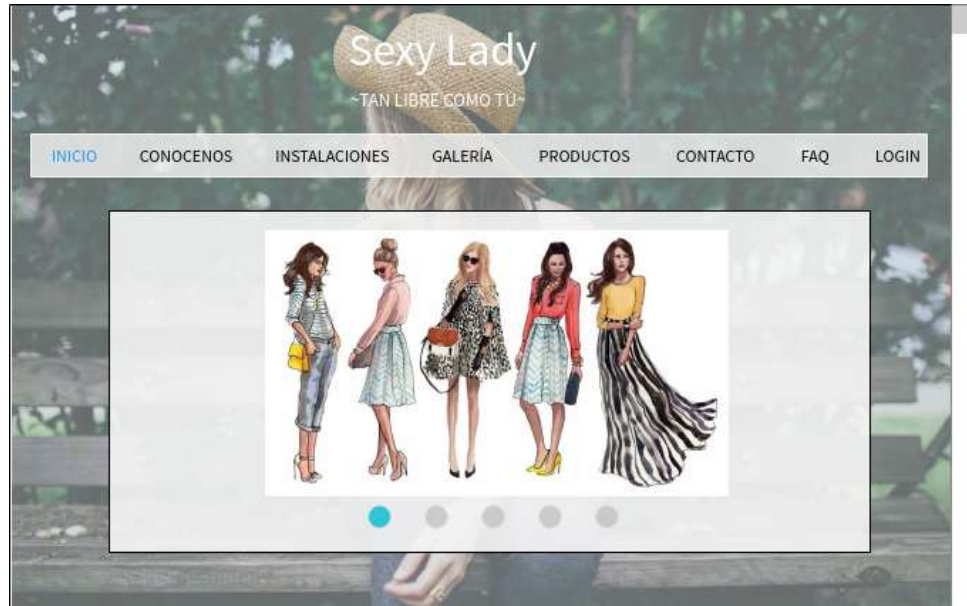 Sexy Lady
~TAN LIBRE COMO TU~
INICIO CONOCENOS INSTALACIONES GALERÍA PRODUCTOS CONTACTO FAQ LOGIN